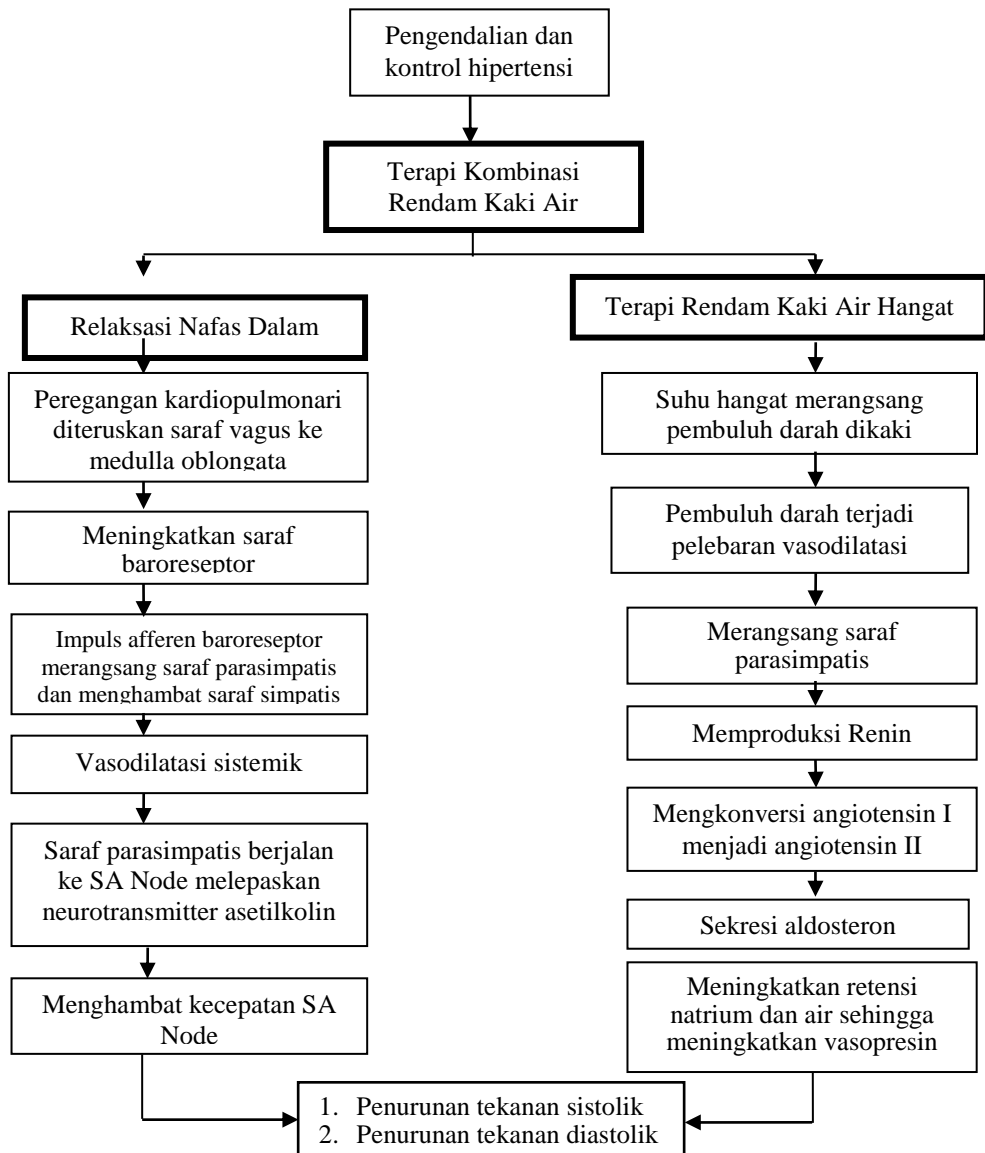 Pengendalian dan
kontrol hipertensi
Terapi Kombinasi
Rendam Kaki Air
Relaksasi Nafas Dalam
Peregangan kardiopulmonari
diteruskan saraf vagus ke
medulla oblongata
Meningkatkan saraf
baroreseptor
Impuls afferen baroreseptor
merangsang saraf parasimpatis
dan menghambat saraf simpatis
Vasodilatasi sistemik
Saraf parasimpatis berjalan
ke SA Node melepaskan
neurotransmitter asetilkolin
Menghambat kecepatan SA
Node
Terapi Rendam Kaki Air Hangat
Suhu hangat merangsang
pembuluh darah dikaki
Pembuluh darah terjadi
pelebaran vasodilatasi
Merangsang saraf
parasimpatis
Memproduksi Renin
Mengkonversi angiotensin I
menjadi angiotensin II
Sekresi aldosteron
Meningkatkan retensi
natrium dan air sehingga
meningkatkan vasopresin
1. Penurunan tekanan sistolik
2. Penurunan tekanan diastolik